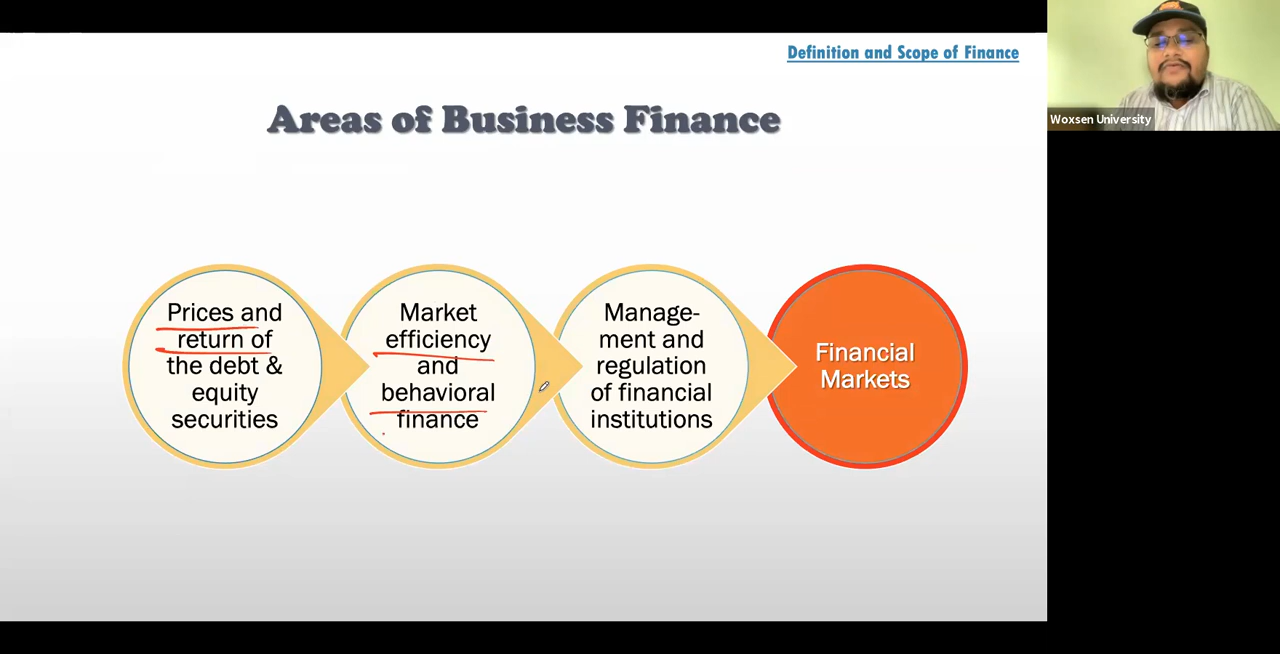 Definition and Scope of Finance
Areas of Business Finance
Prices and
return of
the debt &
equity
securities
Market
efficiency
and
behavioral
finance
Manage-
ment and
regulation
of financial
institutions
Financial
Markets
Woxsen University